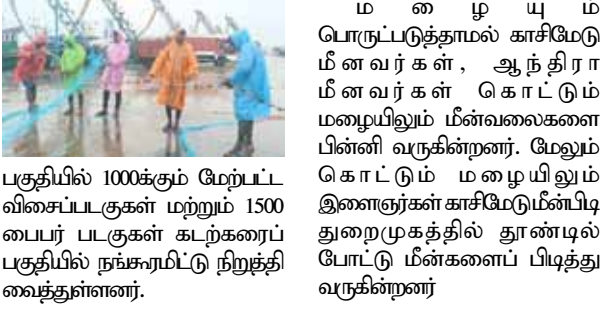 பகுதியில் 1000க்கும் மேற்பட்ட
விசைப்படகுகள் மற்றும் 1500
பைபர் படகுகள் கடற்கரைப்
பகுதியில் நங்கூரமிட்டு நிறுத்தி
வைத்துள்ளனர்.
மழையும்
பொருட்படுத்தாமல் காசிமேடு
மீனவர்கள், ஆந்திரா
மீனவர்கள் கொட்டும்
மழையிலும் மீன்வலைகளை
பின்னி வருகின்றனர். மேலும்
கொட்டும் மழையிலும்
இளைஞர்கள் காசிமேடு மீன்பிடி
துறைமுகத்தில் தூண்டில்
போட்டு மீன்களைப் பிடித்து
வருகின்றனர்